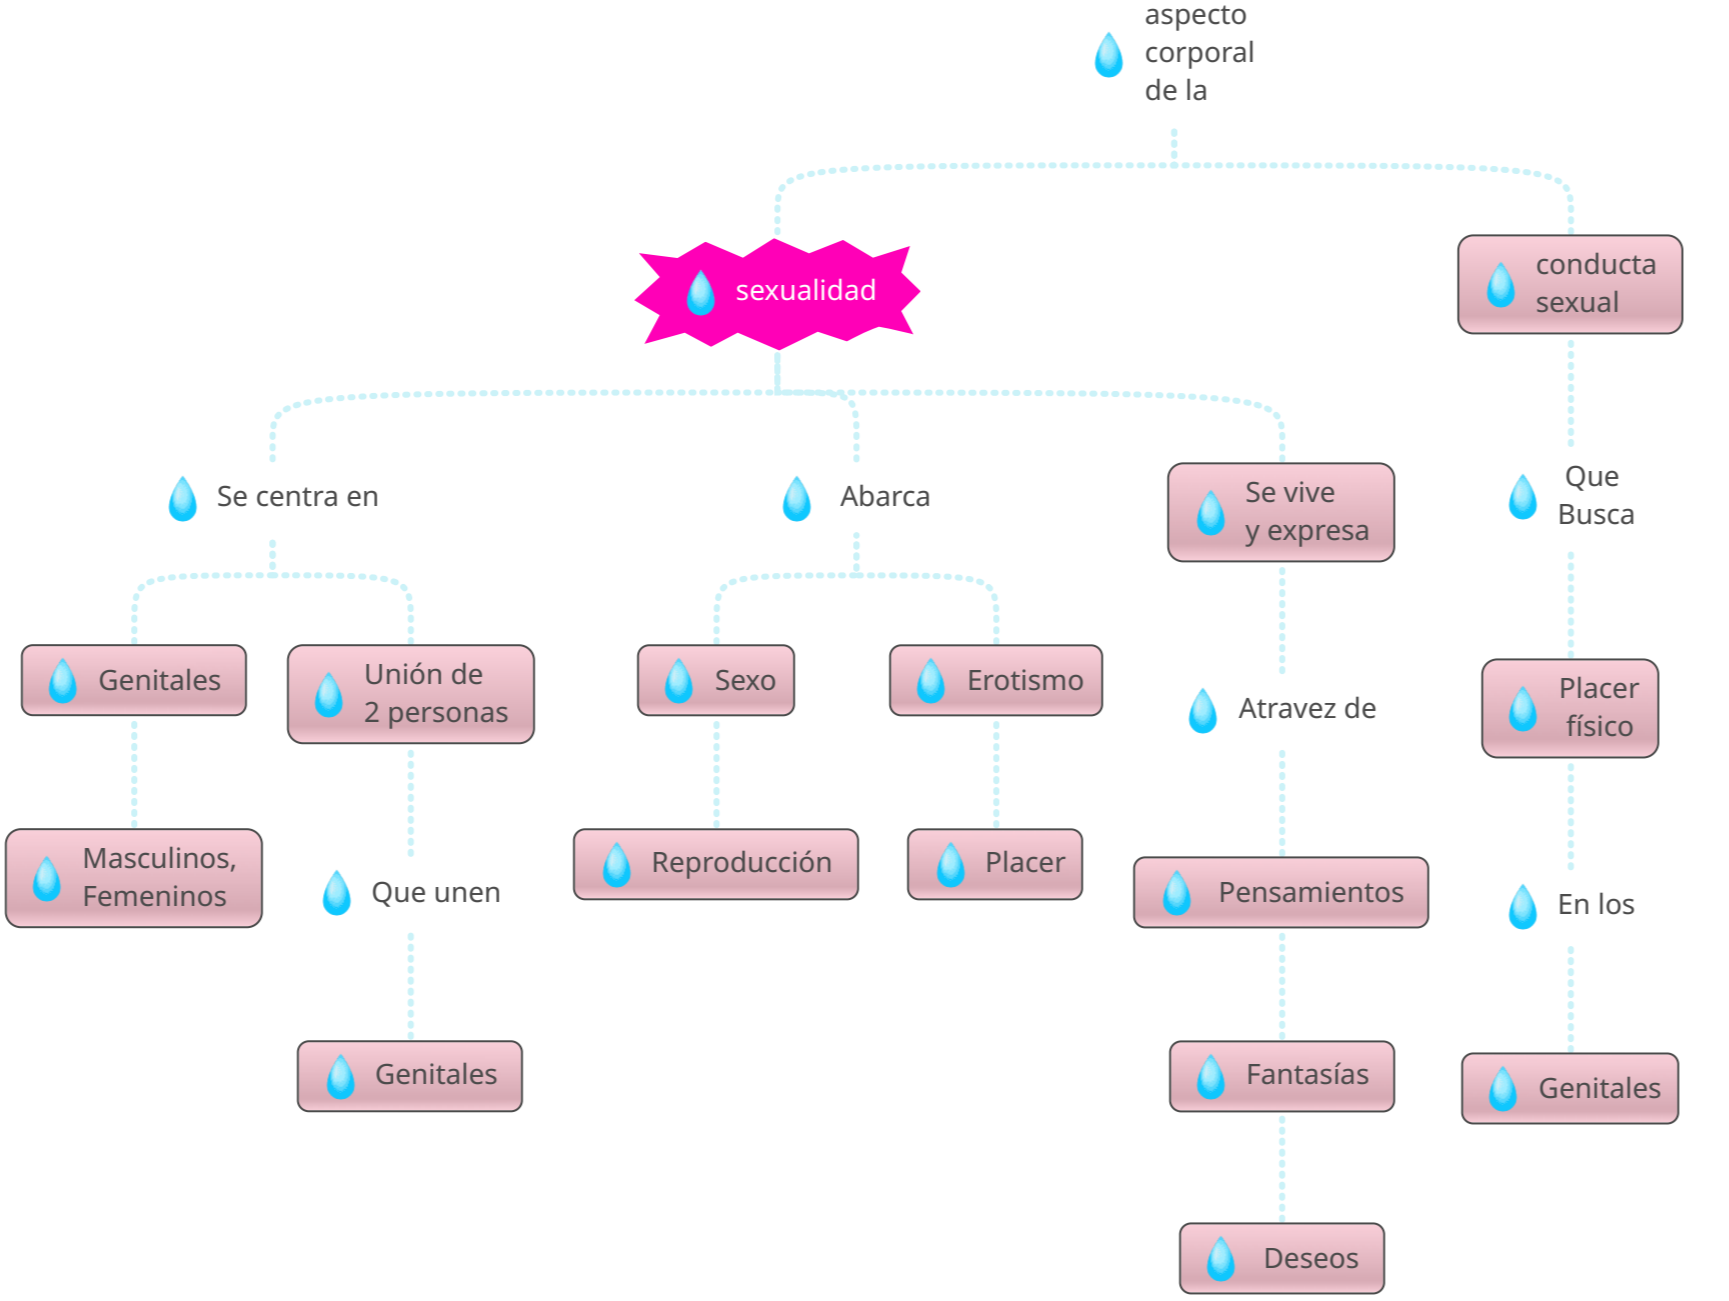 aspecto
corporal
de la
sexualidad
conducta
sexual
Se centra en
Abarca
Se vive
y expresa
Que
Busca
Genitales
Unión de
2 personas
Sexo
Erotismo
Atravez de
Placer
físico
Masculinos,
Femeninos
Que unen
Reproducción
Placer
Pensamientos
En los
Genitales
Fantasías
Genitales
Deseos